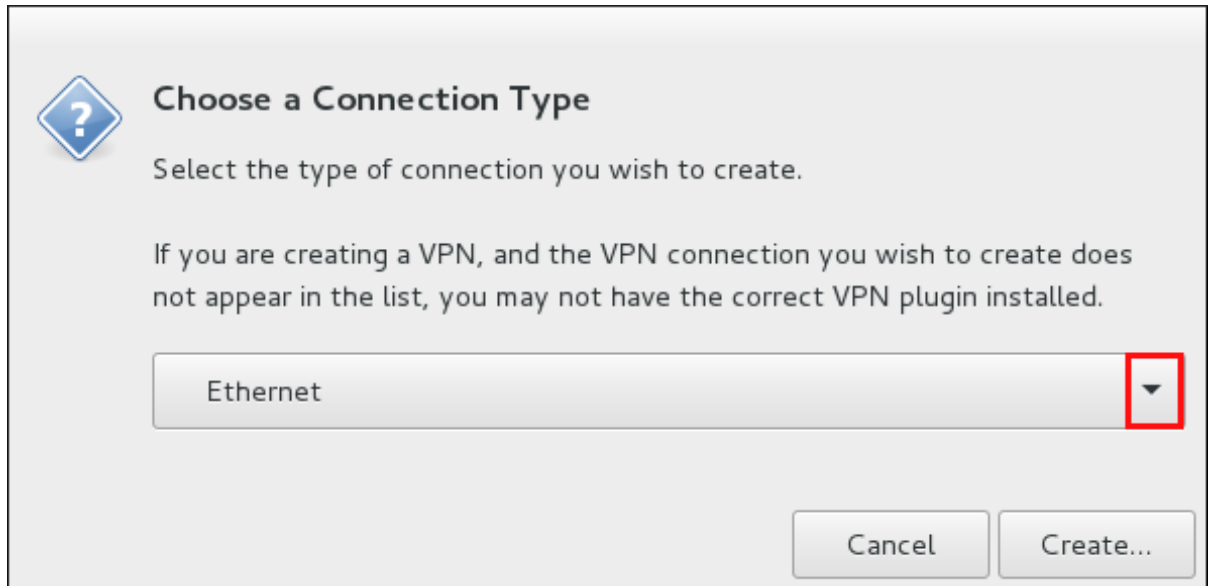 ?
Choose a Connection Type
Select the type of connection you wish to create.
If you are creating a VPN, and the VPN connection you wish to create does
not appear in the list, you may not have the correct VPN plugin installed.
Ethernet
Cancel Create...